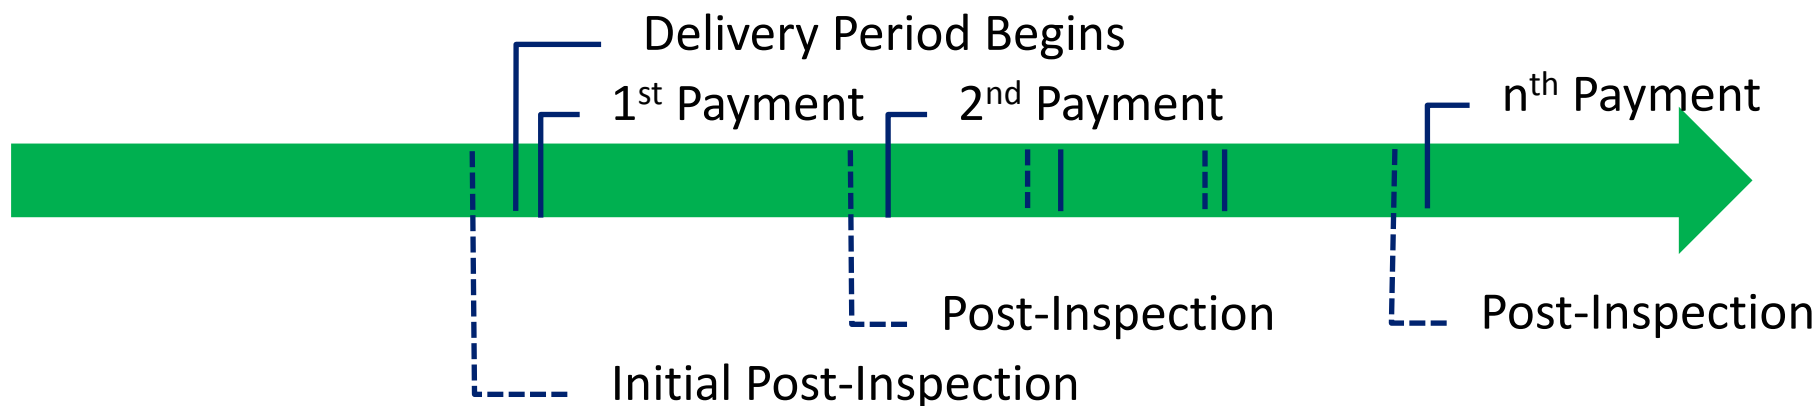 Delivery Period Begins
1st Payment
2nd Payment
nth Payment
Post-Inspection
Post-Inspection
Initial Post-Inspection